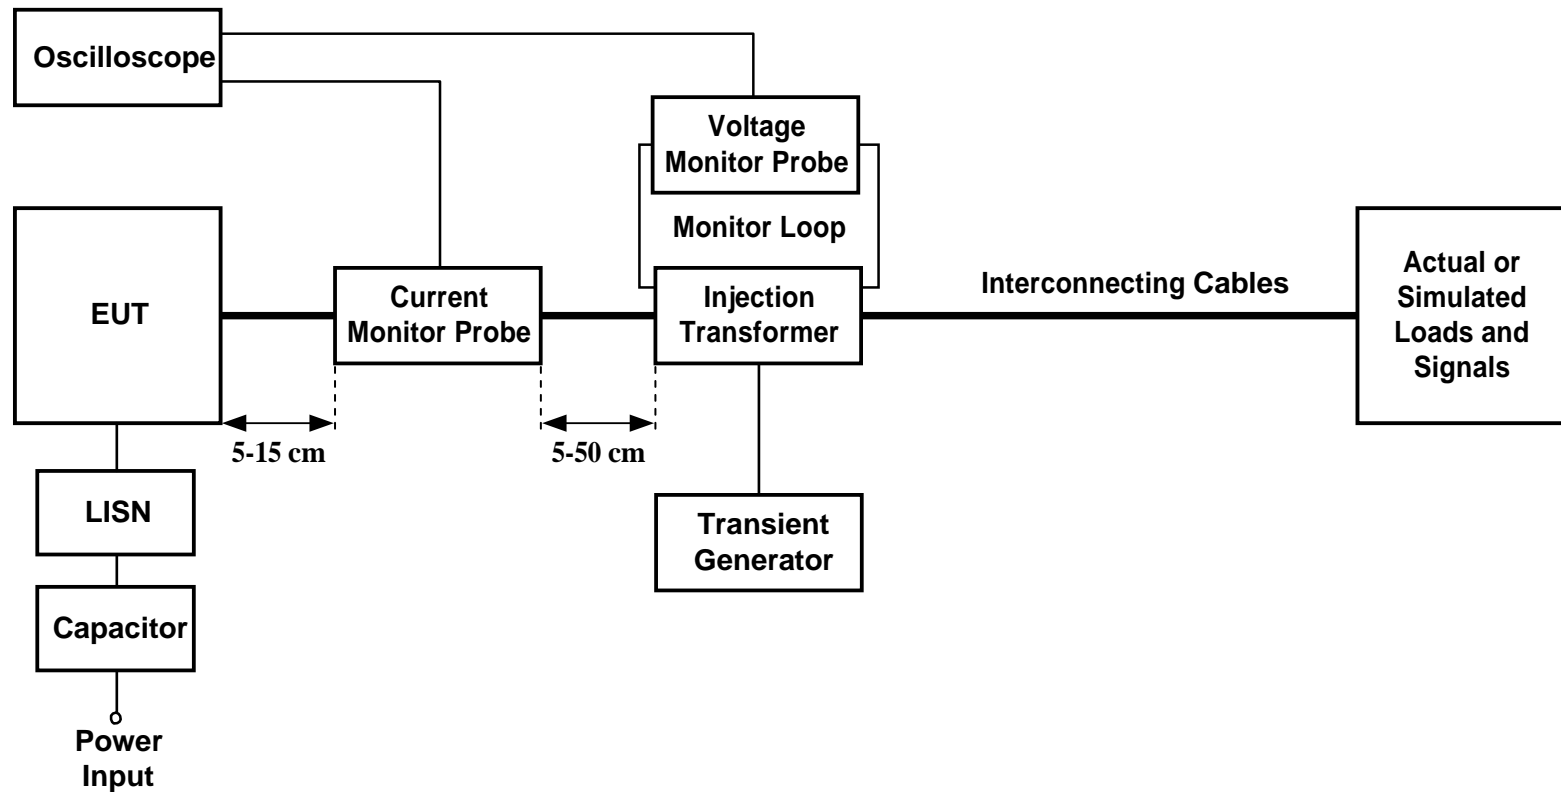 Oscilloscope
Voltage
Monitor Probe
Monitor Loop
EUT
Current
Monitor Probe
Injection
Transformer
Interconnecting Cables
Actual or
Simulated
Loads and
Signals
5-15 cm
5-50 cm
LISN
Transient
Generator
Capacitor
Power
Input